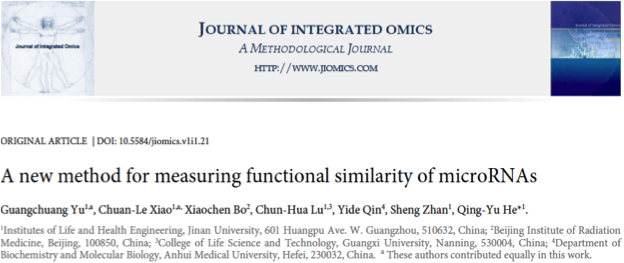 Journal of Integrated Omics
JOURNAL OF INTEGRATED OMICS
A METHODOLOGICAL JOURNAL
HTTP://WWW.JIOMICS.COM
ORIGINAL ARTICLE | DOI: 10.5584/jiomics.v1i1.21
A new method for measuring functional similarity of microRNAs
Guangchuang Yu¹,ᵃ, Chuan-Le Xiao¹,ᵃ, Xiaochen Bo², Chun-Hua Lu¹,³, Yide Qin⁴, Sheng Zhan¹, Qing-Yu He*¹.
¹Institutes of Life and Health Engineering, Jinan University, 601 Huangpu Ave. W. Guangzhou, 510632, China; ²Beijing Institute of Radiation
Medicine, Beijing, 100850, China; ³College of Life Science and Technology, Guangxi University, Nanning, 530004, China; ⁴Department of
Biochemistry and Molecular Biology, Anhui Medical University, Hefei, 230032, China. ᵃ These authors contributed equally in this work.